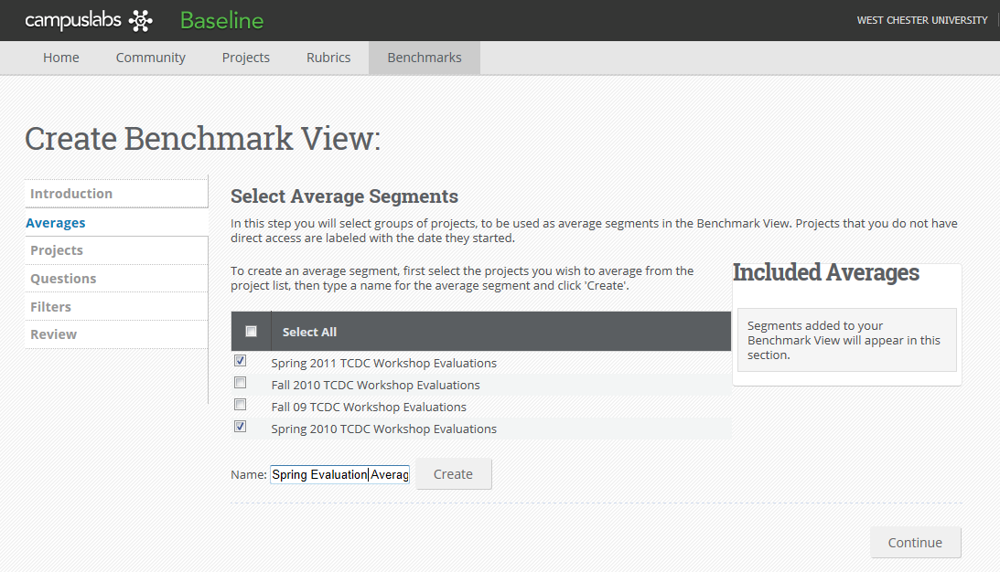 campuslabs Baseline
WEST CHESTER UNIVERSITY
Home Community Projects Rubrics Benchmarks
Create Benchmark View:
Introduction
Averages
Projects
Questions
Filters
Review
Select Average Segments
In this step you will select groups of projects, to be used as average segments in the Benchmark View. Projects that you do not have
direct access are labeled with the date they started.
To create an average segment, first select the projects you wish to average from the
project list, then type a name for the average segment and click 'Create'.
Select All
Spring 2011 TCDC Workshop Evaluations
Fall 2010 TCDC Workshop Evaluations
Fall 09 TCDC Workshop Evaluations
Spring 2010 TCDC Workshop Evaluations
Name: Spring Evaluation Averag Create
Included Averages
Segments added to your
Benchmark View will appear in this
section.
Continue